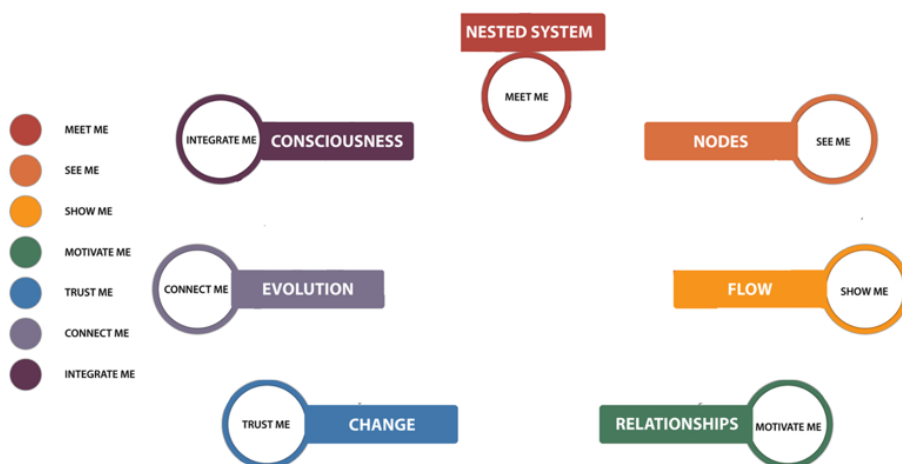 NESTED SYSTEM
MEET ME
INTEGRATE ME
CONSCIOUSNESS
NODES
SEE ME
MEET ME
SEE ME
SHOW ME
MOTIVATE ME
TRUST ME
CONNECT ME
INTEGRATE ME
CONNECT ME
EVOLUTION
FLOW
SHOW ME
TRUST ME
CHANGE
RELATIONSHIPS
MOTIVATE ME